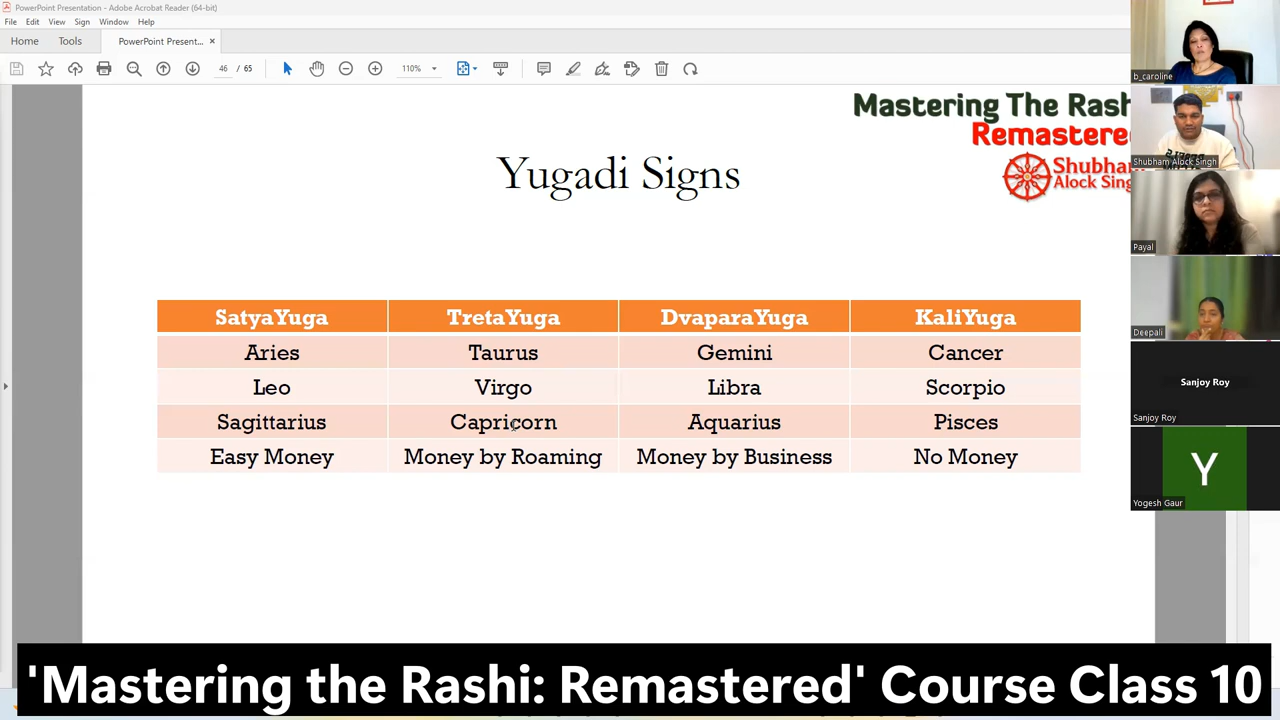 PowerPoint Presentation - Adobe Acrobat Reader (64-bit)
File Edit View Sign Window Help
Home Tools PowerPoint Present... ×
46 / 65 110%
Mastering The Rash
Remastere
Shubham
Alock Sing
Yugadi Signs
SatyaYuga TretaYuga DvaparaYuga KaliYuga
Aries Taurus Gemini Cancer
Leo Virgo Libra Scorpio
Sagittarius Capricorn Aquarius Pisces
Easy Money Money by Roaming Money by Business No Money
b_caroline
Shubham Alock Singh
Payal
Deepali
Sanjoy Roy
Sanjoy Roy
Y
Yogesh Gaur
'Mastering the Rashi: Remastered' Course Class 10